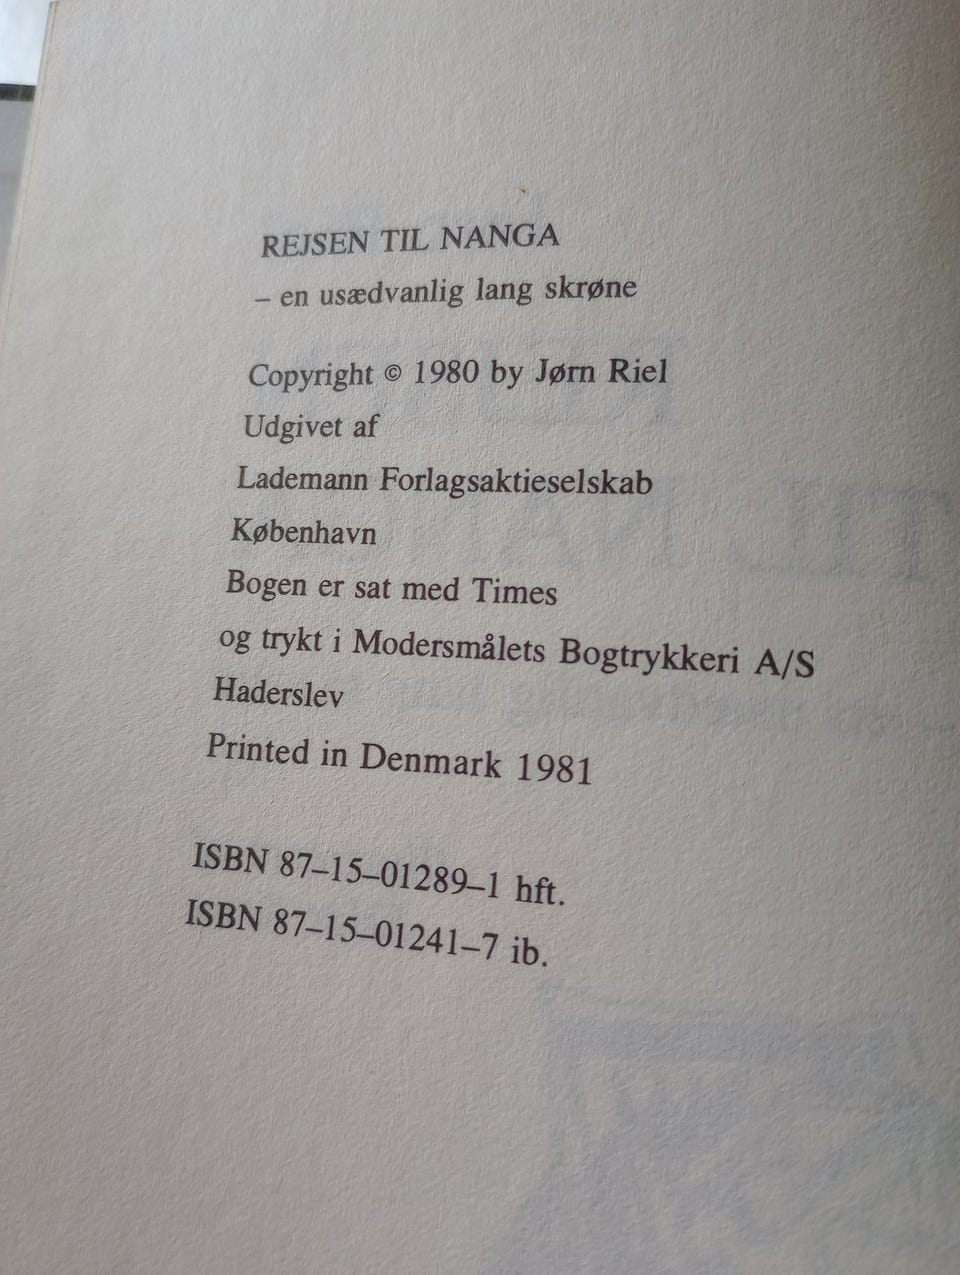 REJSEN TIL NANGA
– en usædvanlig lang skrøne
Copyright © 1980 by Jørn Riel
Udgivet af
Lademann Forlagsaktieselskab
København
Bogen er sat med Times
og trykt i Modersmålets Bogtrykkeri A/S
Haderslev
Printed in Denmark 1981
ISBN 87–15–01289–1 hft.
ISBN 87–15–01241–7 ib.